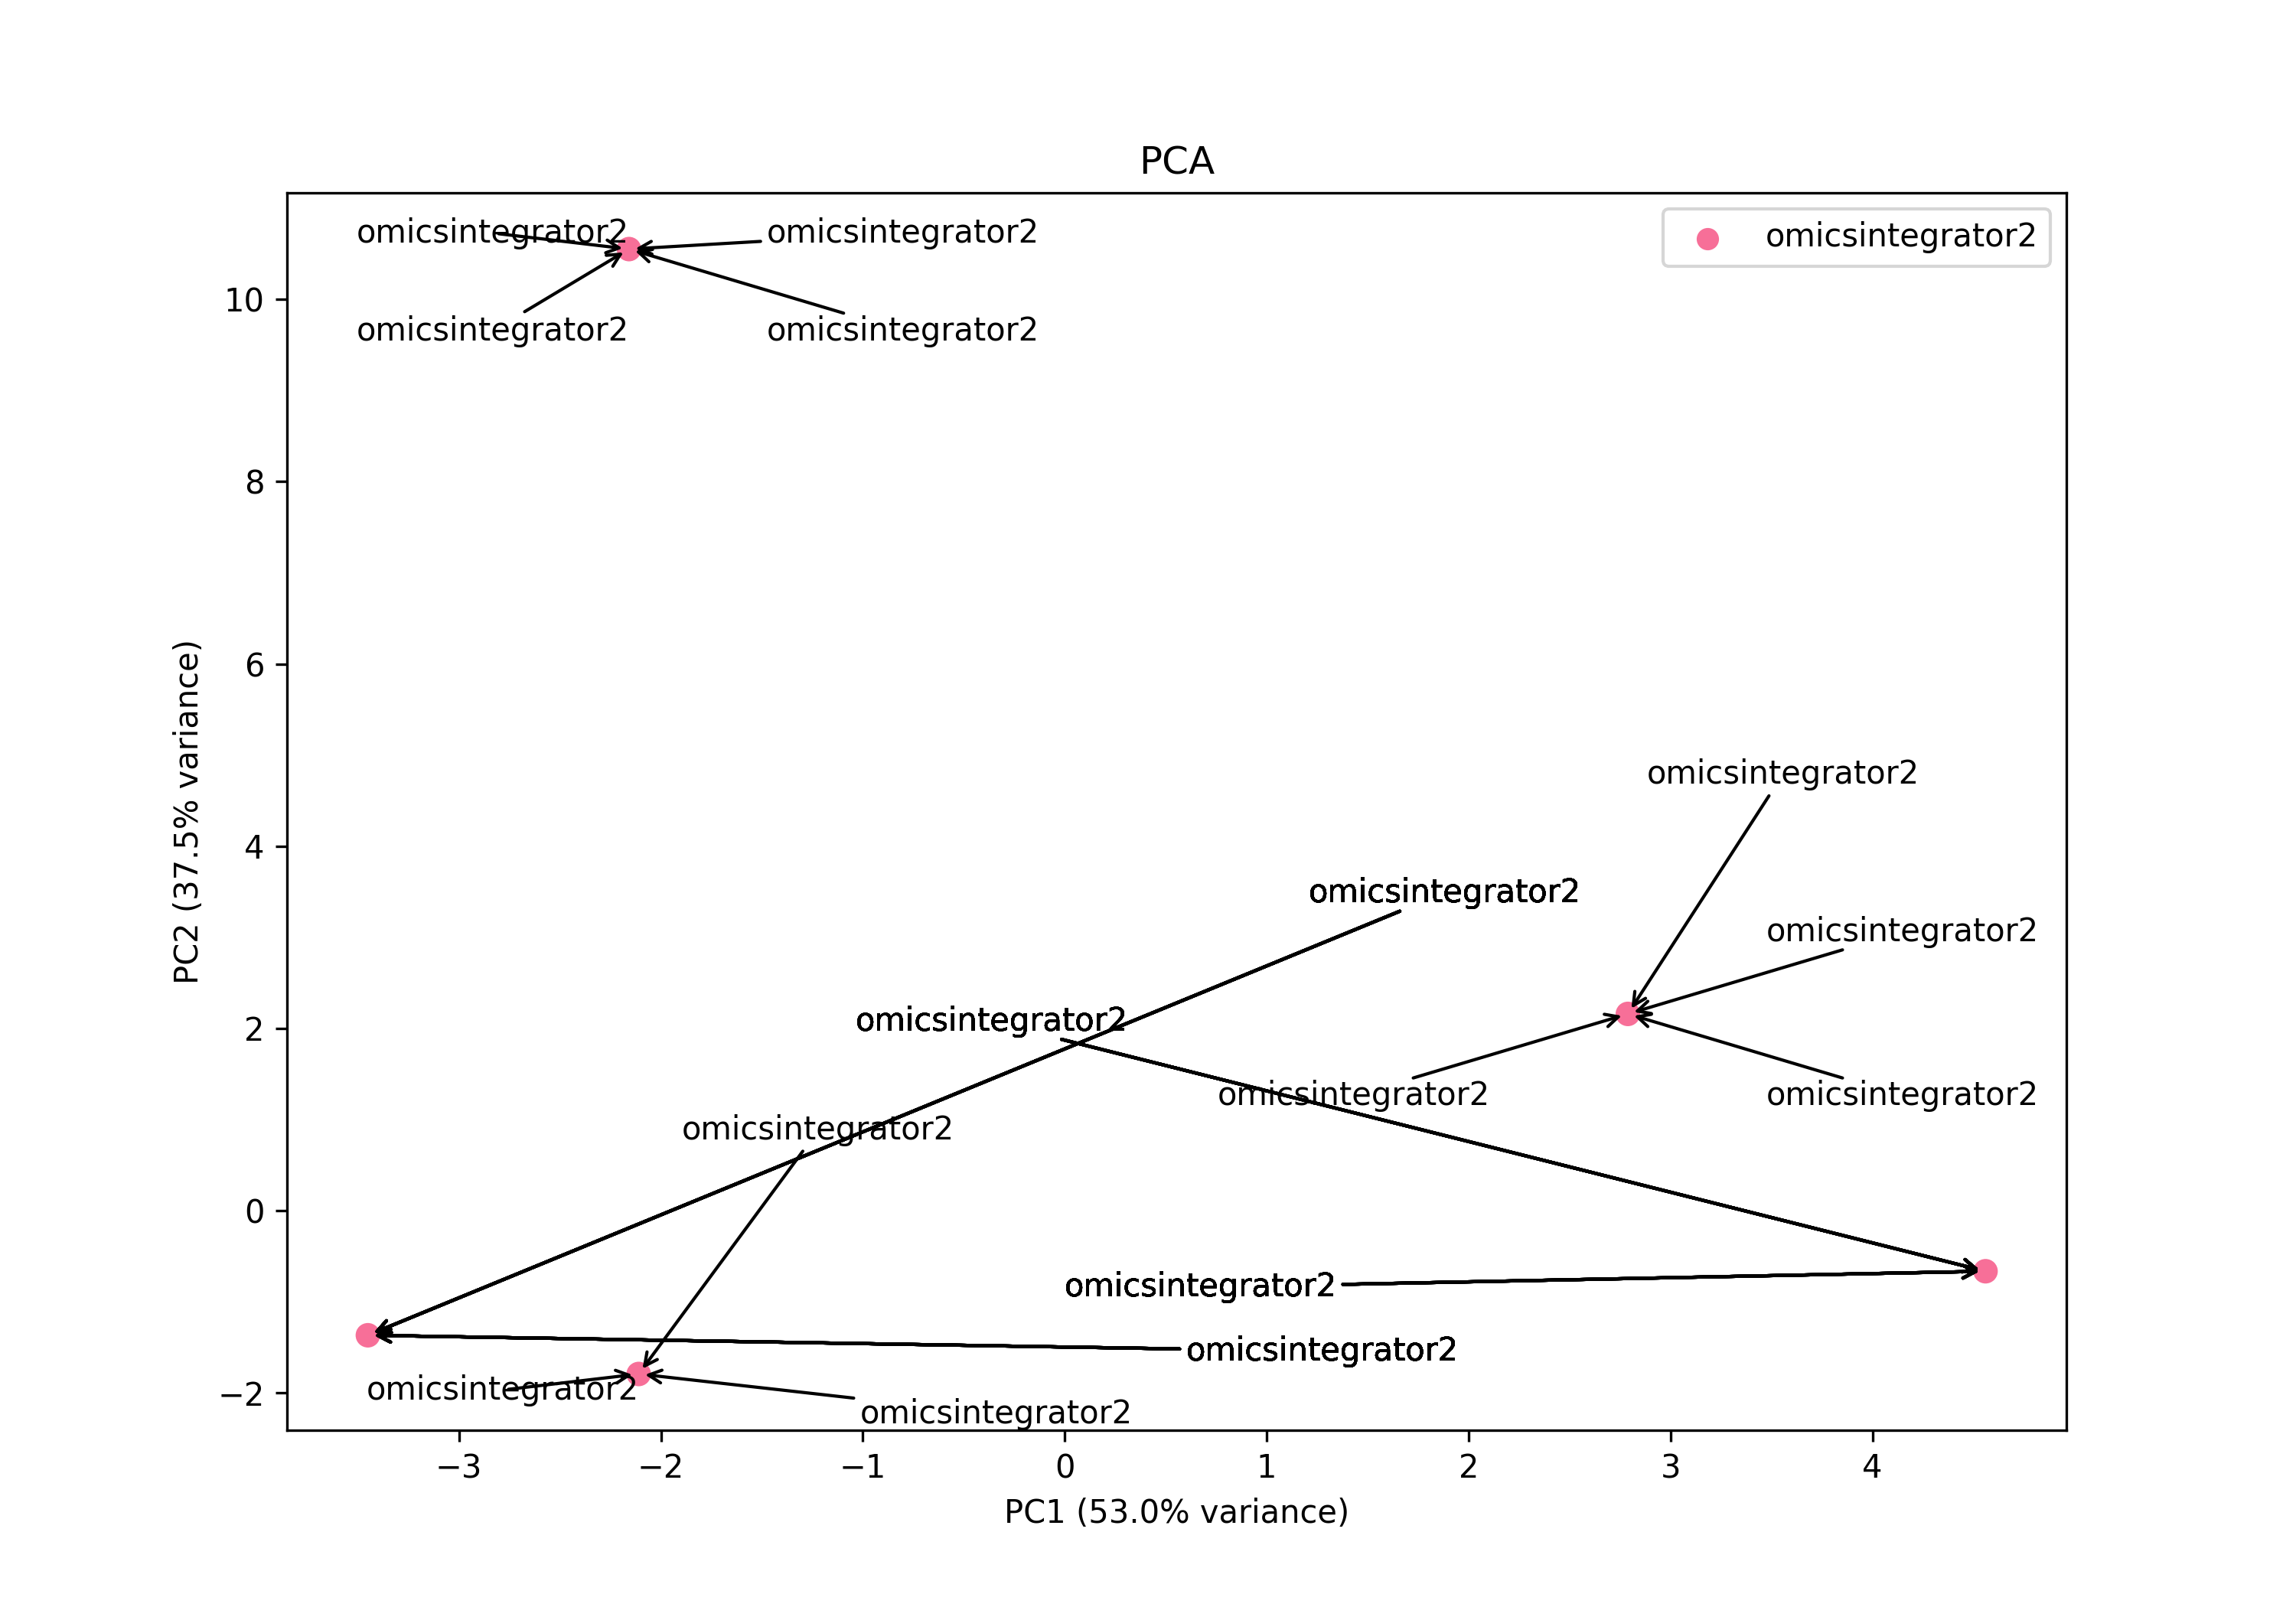 PCA
omicsintegrator2
omicsintegrator2
omicsintegrator2
omicsintegrator2
omicsintegrator2
10
8
6
4
2
0
−2
PC2 (37.5% variance)
omicsintegrator2
omicsintegrator2
omicsintegrator2
omicsintegrator2
omicsintegrator2
omicsintegrator2
omicsintegrator2
omicsintegrator2
omicsintegrator2
omicsintegrator2
omicsintegrator2
−3
−2
−1
0
1
2
3
4
PC1 (53.0% variance)